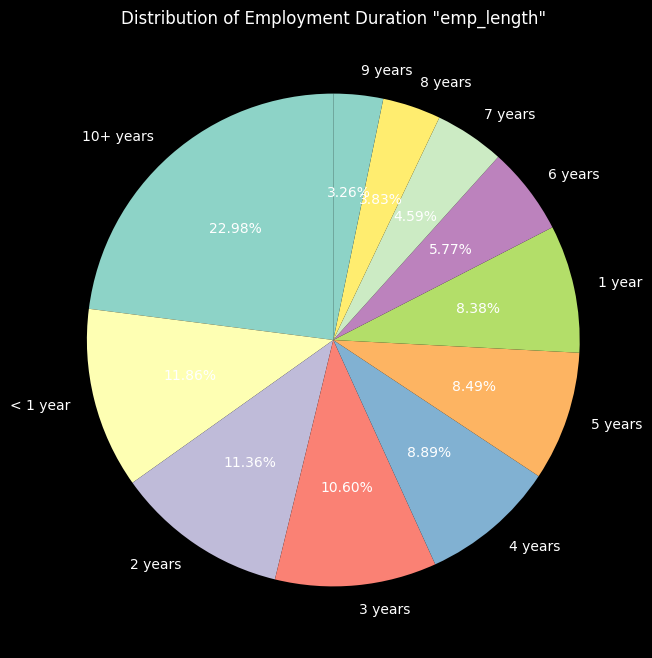 Distribution of Employment Duration "emp_length"
9 years
8 years
7 years
10+ years
6 years
3.26%
3.83%
4.59%
22.98%
5.77%
1 year
8.38%
11.86%
8.49%
< 1 year
5 years
8.89%
11.36%
10.60%
4 years
2 years
3 years